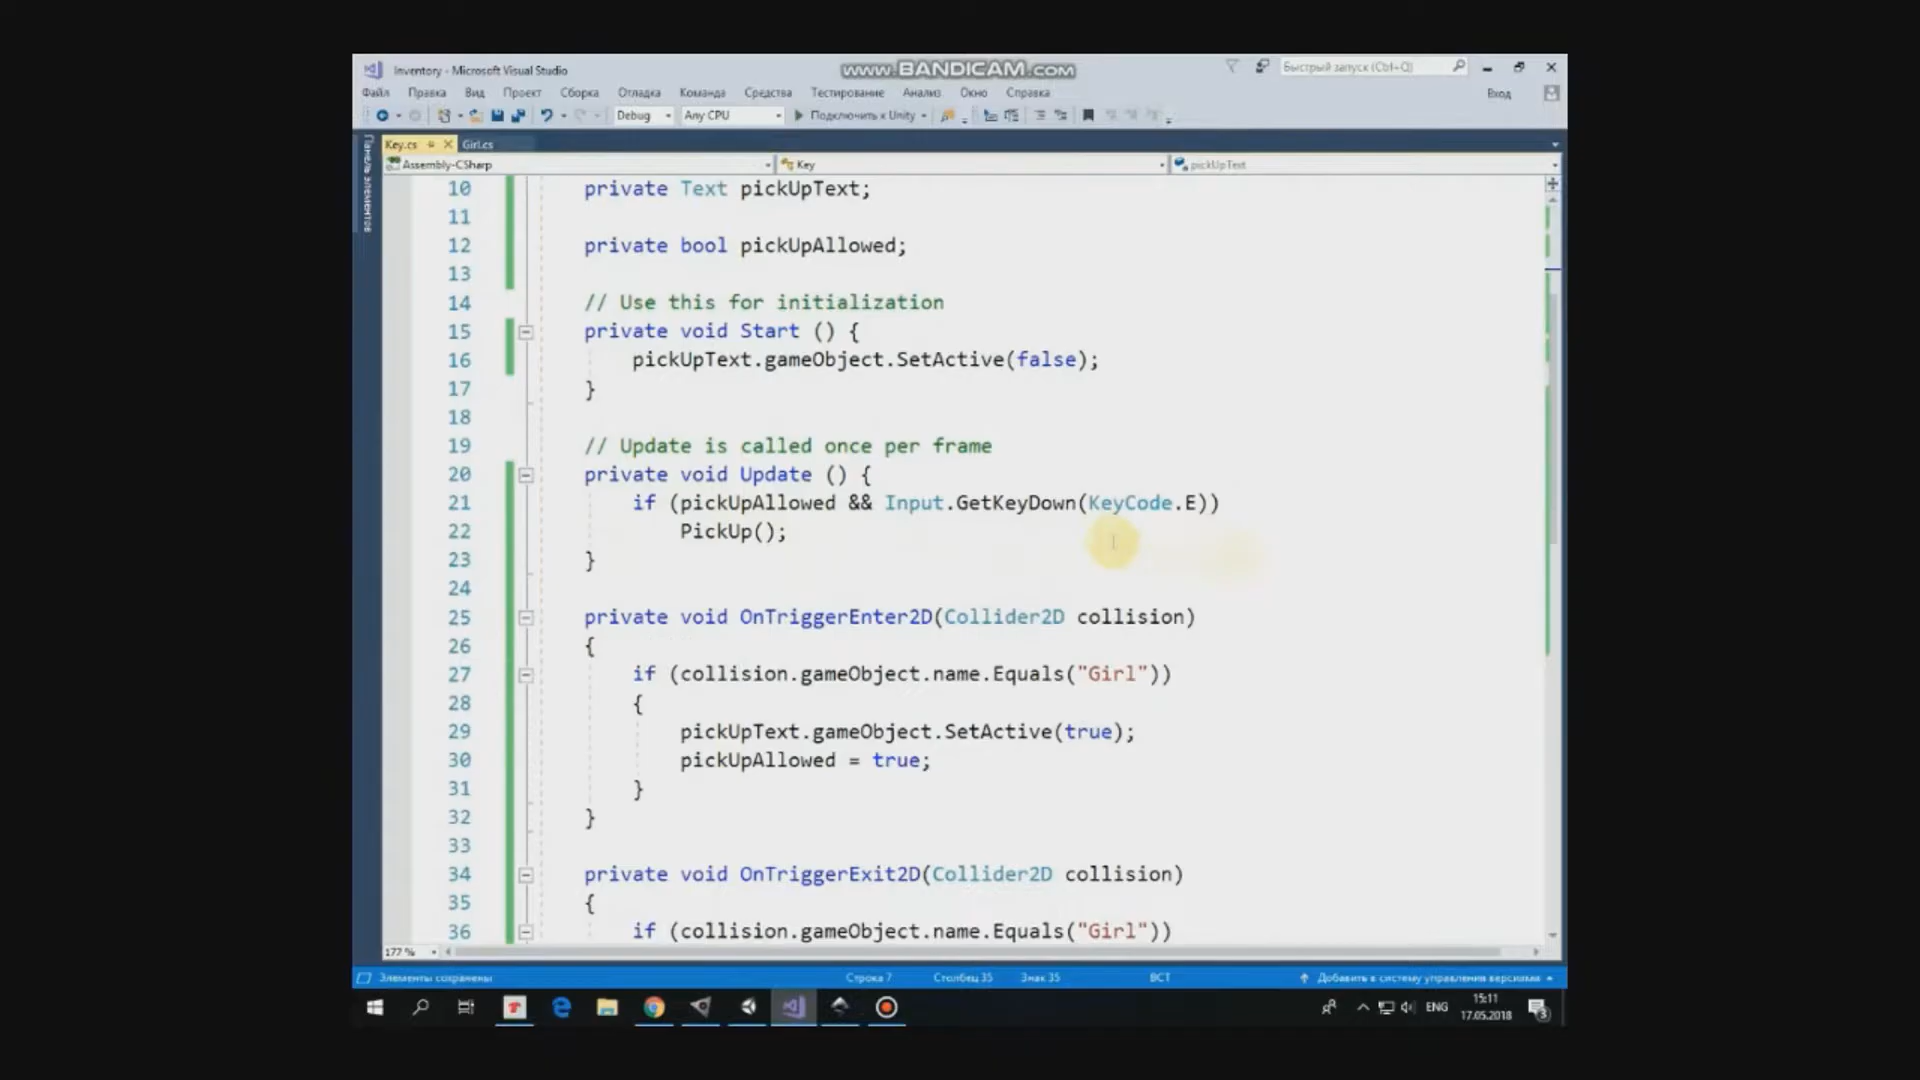 Inventory - Microsoft Visual Studio
www.BANDICAM.com
Быстрый запуск (Ctrl+Q)
Файл Правка Вид Проект Сборка Отладка Команда Средства Тестирование Анализ Окно Справка
Вход
Debug Any CPU Подключить к Unity
Key.cs Girl.cs
Панель элементов
Assembly-CSharp Key pickUpText
10 private Text pickUpText;
11
12 private bool pickUpAllowed;
13
14 // Use this for initialization
15 private void Start () {
16 pickUpText.gameObject.SetActive(false);
17 }
18
19 // Update is called once per frame
20 private void Update () {
21 if (pickUpAllowed && Input.GetKeyDown(KeyCode.E))
22 PickUp();
23 }
24
25 private void OnTriggerEnter2D(Collider2D collision)
26 {
27 if (collision.gameObject.name.Equals("Girl"))
28 {
29 pickUpText.gameObject.SetActive(true);
30 pickUpAllowed = true;
31 }
32 }
33
34 private void OnTriggerExit2D(Collider2D collision)
35 {
36 if (collision.gameObject.name.Equals("Girl"))
177 %
Элементы сохранены Строка 7 Столбец 35 Знак 35 ВСТ Добавить в систему управления версиями
ENG 15:11
17.05.2018
3